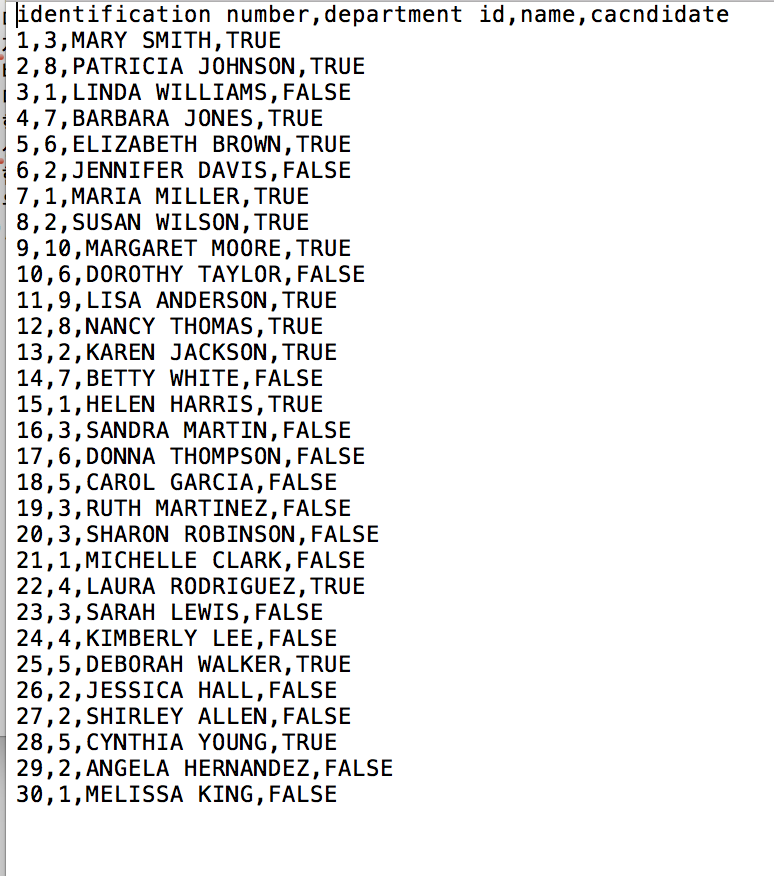 identification number,department id,name,cacndidate
1,3,MARY SMITH,TRUE
2,8,PATRICIA JOHNSON,TRUE
3,1,LINDA WILLIAMS,FALSE
4,7,BARBARA JONES,TRUE
5,6,ELIZABETH BROWN,TRUE
6,2,JENNIFER DAVIS,FALSE
7,1,MARIA MILLER,TRUE
8,2,SUSAN WILSON,TRUE
9,10,MARGARET MOORE,TRUE
10,6,DOROTHY TAYLOR,FALSE
11,9,LISA ANDERSON,TRUE
12,8,NANCY THOMAS,TRUE
13,2,KAREN JACKSON,TRUE
14,7,BETTY WHITE,FALSE
15,1,HELEN HARRIS,TRUE
16,3,SANDRA MARTIN,FALSE
17,6,DONNA THOMPSON,FALSE
18,5,CAROL GARCIA,FALSE
19,3,RUTH MARTINEZ,FALSE
20,3,SHARON ROBINSON,FALSE
21,1,MICHELLE CLARK,FALSE
22,4,LAURA RODRIGUEZ,TRUE
23,3,SARAH LEWIS,FALSE
24,4,KIMBERLY LEE,FALSE
25,5,DEBORAH WALKER,TRUE
26,2,JESSICA HALL,FALSE
27,2,SHIRLEY ALLEN,FALSE
28,5,CYNTHIA YOUNG,TRUE
29,2,ANGELA HERNANDEZ,FALSE
30,1,MELISSA KING,FALSE